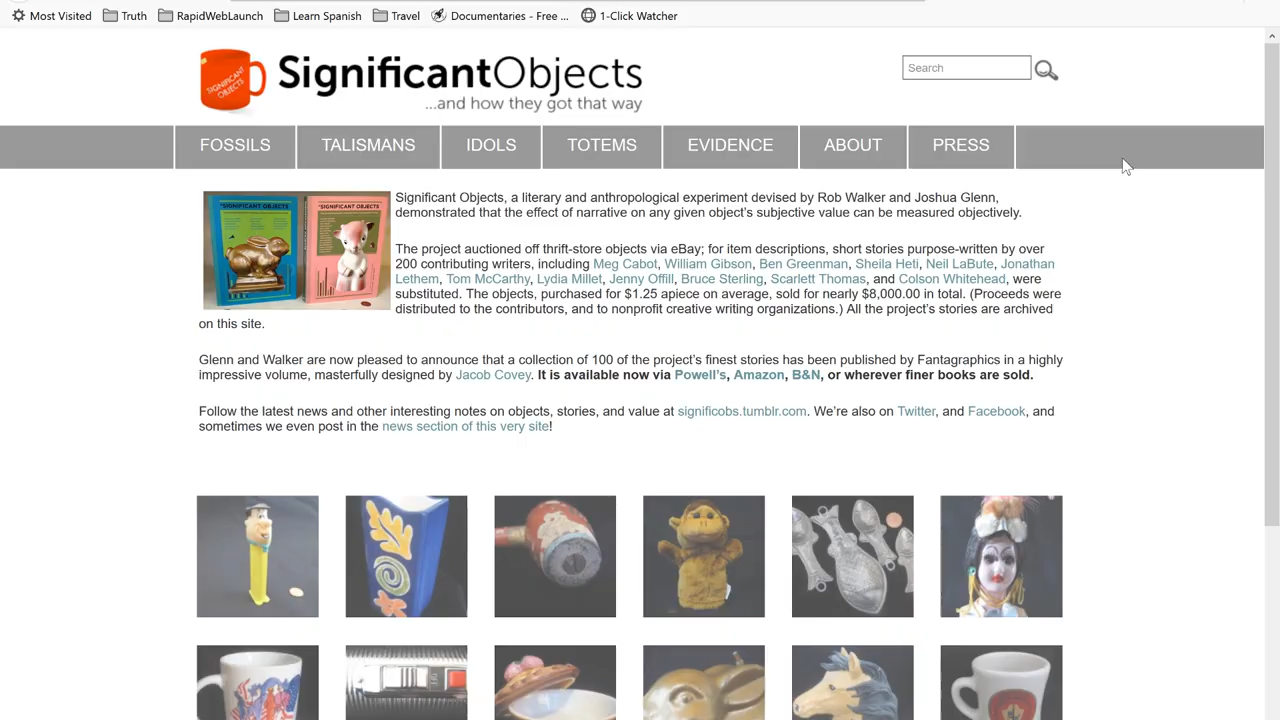 Most Visited Truth RapidWebLaunch Learn Spanish Travel Documentaries - Free ... 1-Click Watcher
SIGNIFICANT OBJECTS
SignificantObjects
...and how they got that way
Search
FOSSILS TALISMANS IDOLS TOTEMS EVIDENCE ABOUT PRESS
SIGNIFICANT OBJECTS
SIGNIFICANT OBJECTS
Significant Objects, a literary and anthropological experiment devised by Rob Walker and Joshua Glenn,
demonstrated that the effect of narrative on any given object's subjective value can be measured objectively.
The project auctioned off thrift-store objects via eBay; for item descriptions, short stories purpose-written by over
200 contributing writers, including Meg Cabot, William Gibson, Ben Greenman, Sheila Heti, Neil LaBute, Jonathan
Lethem, Tom McCarthy, Lydia Millet, Jenny Offill, Bruce Sterling, Scarlett Thomas, and Colson Whitehead, were
substituted. The objects, purchased for $1.25 apiece on average, sold for nearly $8,000.00 in total. (Proceeds were
distributed to the contributors, and to nonprofit creative writing organizations.) All the project's stories are archived
on this site.
Glenn and Walker are now pleased to announce that a collection of 100 of the project's finest stories has been published by Fantagraphics in a highly
impressive volume, masterfully designed by Jacob Covey. It is available now via Powell's, Amazon, B&N, or wherever finer books are sold.
Follow the latest news and other interesting notes on objects, stories, and value at significobs.tumblr.com. We're also on Twitter, and Facebook, and
sometimes we even post in the news section of this very site!